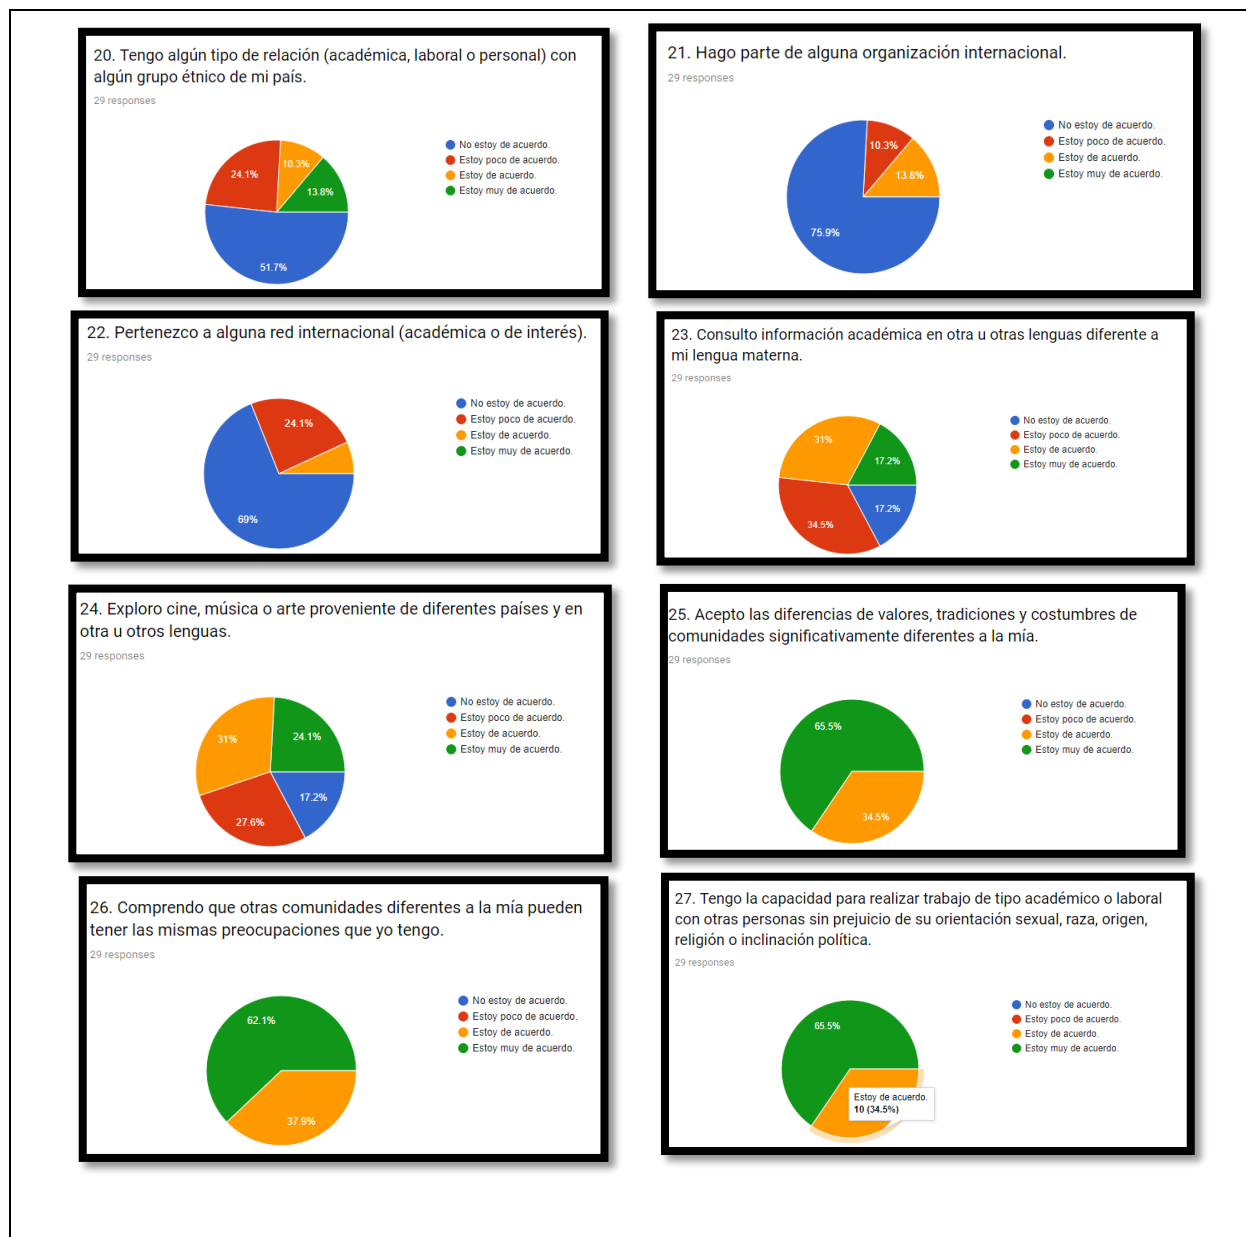 20. Tengo algún tipo de relación (académica, laboral o personal) con
algún grupo étnico de mi país.
29 responses
No estoy de acuerdo.
Estoy poco de acuerdo.
Estoy de acuerdo.
Estoy muy de acuerdo.
24.1%
10.3%
13.8%
51.7%
21. Hago parte de alguna organización internacional.
29 responses
No estoy de acuerdo.
Estoy poco de acuerdo.
Estoy de acuerdo.
Estoy muy de acuerdo.
10.3%
13.8%
75.9%
22. Pertenezco a alguna red internacional (académica o de interés).
29 responses
No estoy de acuerdo.
Estoy poco de acuerdo.
Estoy de acuerdo.
Estoy muy de acuerdo.
24.1%
69%
23. Consulto información académica en otra u otras lenguas diferente a
mi lengua materna.
29 responses
No estoy de acuerdo.
Estoy poco de acuerdo.
Estoy de acuerdo.
Estoy muy de acuerdo.
31%
17.2%
17.2%
34.5%
24. Exploro cine, música o arte proveniente de diferentes países y en
otra u otros lenguas.
29 responses
No estoy de acuerdo.
Estoy poco de acuerdo.
Estoy de acuerdo.
Estoy muy de acuerdo.
31%
24.1%
17.2%
27.6%
25. Acepto las diferencias de valores, tradiciones y costumbres de
comunidades significativamente diferentes a la mía.
29 responses
No estoy de acuerdo.
Estoy poco de acuerdo.
Estoy de acuerdo.
Estoy muy de acuerdo.
65.5%
34.5%
26. Comprendo que otras comunidades diferentes a la mía pueden
tener las mismas preocupaciones que yo tengo.
29 responses
No estoy de acuerdo.
Estoy poco de acuerdo.
Estoy de acuerdo.
Estoy muy de acuerdo.
62.1%
37.9%
27. Tengo la capacidad para realizar trabajo de tipo académico o laboral
con otras personas sin prejuicio de su orientación sexual, raza, origen,
religión o inclinación política.
29 responses
No estoy de acuerdo.
Estoy poco de acuerdo.
Estoy de acuerdo.
Estoy muy de acuerdo.
65.5%
Estoy de acuerdo.
10 (34.5%)